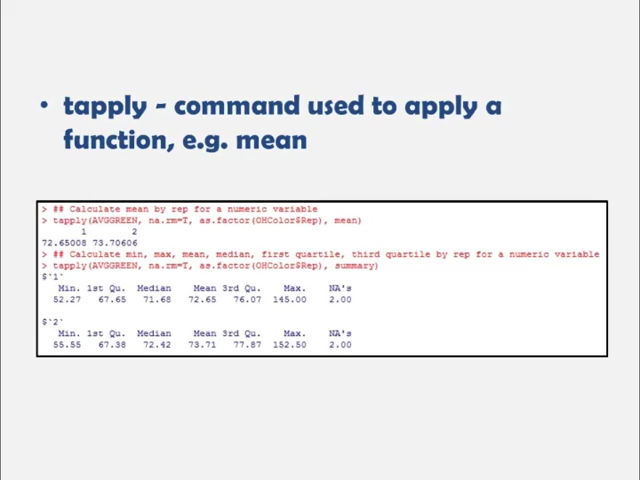 • tapply - command used to apply a
function, e.g. mean
> ## Calculate mean by rep for a numeric variable
> tapply(AVGGREEN, na.rm=T, as.factor(OHColor$Rep), mean)
1 2
72.65008 73.70606
> ## Calculate min, max, mean, median, first quartile, third quartile by rep for a numeric variable
> tapply(AVGGREEN, na.rm=T, as.factor(OHColor$Rep), summary)
$`1`
Min. 1st Qu. Median Mean 3rd Qu. Max. NA's
52.27 67.65 71.68 72.65 76.07 145.00 2.00
$`2`
Min. 1st Qu. Median Mean 3rd Qu. Max. NA's
55.55 67.38 72.42 73.71 77.87 152.50 2.00